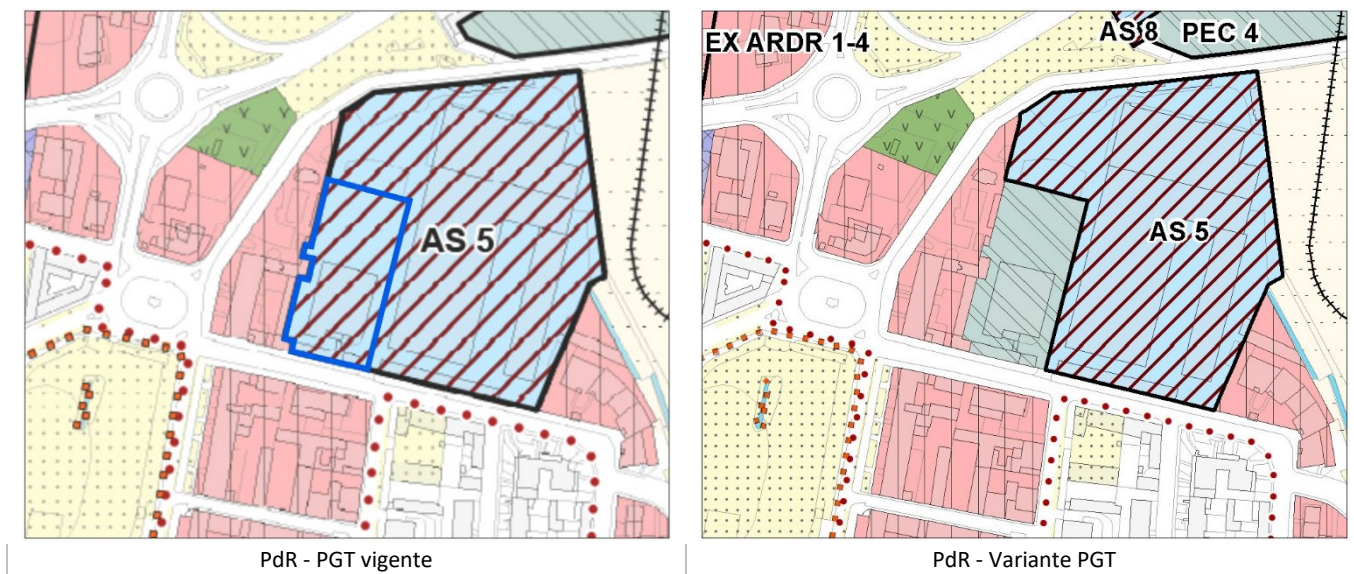 AS 5
EX ARDR 1-4
AS 8
PEC 4
AS 5
PdR - PGT vigente
PdR - Variante PGT